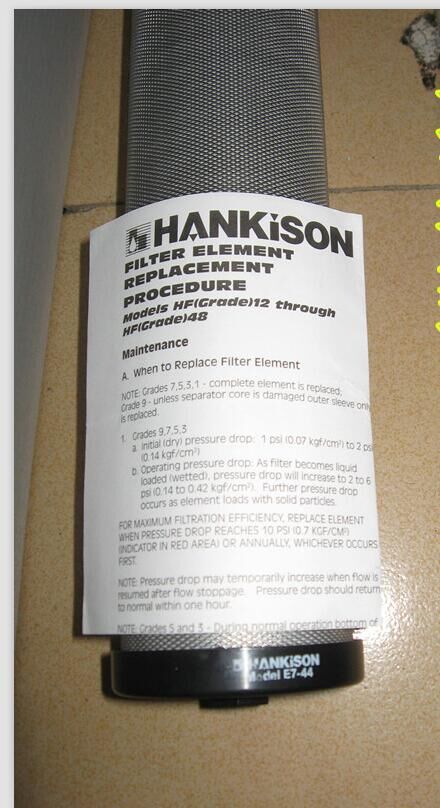 HANKiSON
FILTER ELEMENT
REPLACEMENT
PROCEDURE
Models HF(Grade)12 through
HF(Grade)48
Maintenance
A. When to Replace Filter Element
NOTE: Grades 7,5,3,1 - complete element is replaced;
Grade 9 - unless separator core is damaged outer sleeve only
is replaced.
1. Grades 9,7,5,3
a. Initial (dry) pressure drop: 1 psi (0.07 kgf/cm²) to 2 psi
(0.14 kgf/cm²)
b. Operating pressure drop: As filter becomes liquid
loaded (wetted), pressure drop will increase to 2 to 6
psi (0.14 to 0.42 kgf/cm²). Further pressure drop
occurs as element loads with solid particles.
FOR MAXIMUM FILTRATION EFFICIENCY, REPLACE ELEMENT
WHEN PRESSURE DROP REACHES 10 PSI (0.7 KGF/CM²)
(INDICATOR IN RED AREA) OR ANNUALLY, WHICHEVER OCCURS
FIRST.
NOTE: Pressure drop may temporarily increase when flow is
resumed after flow stoppage. Pressure drop should return
to normal within one hour.
NOTE: Grades 5 and 3 - During normal operation bottom of
HANKiSON
Model E7-44